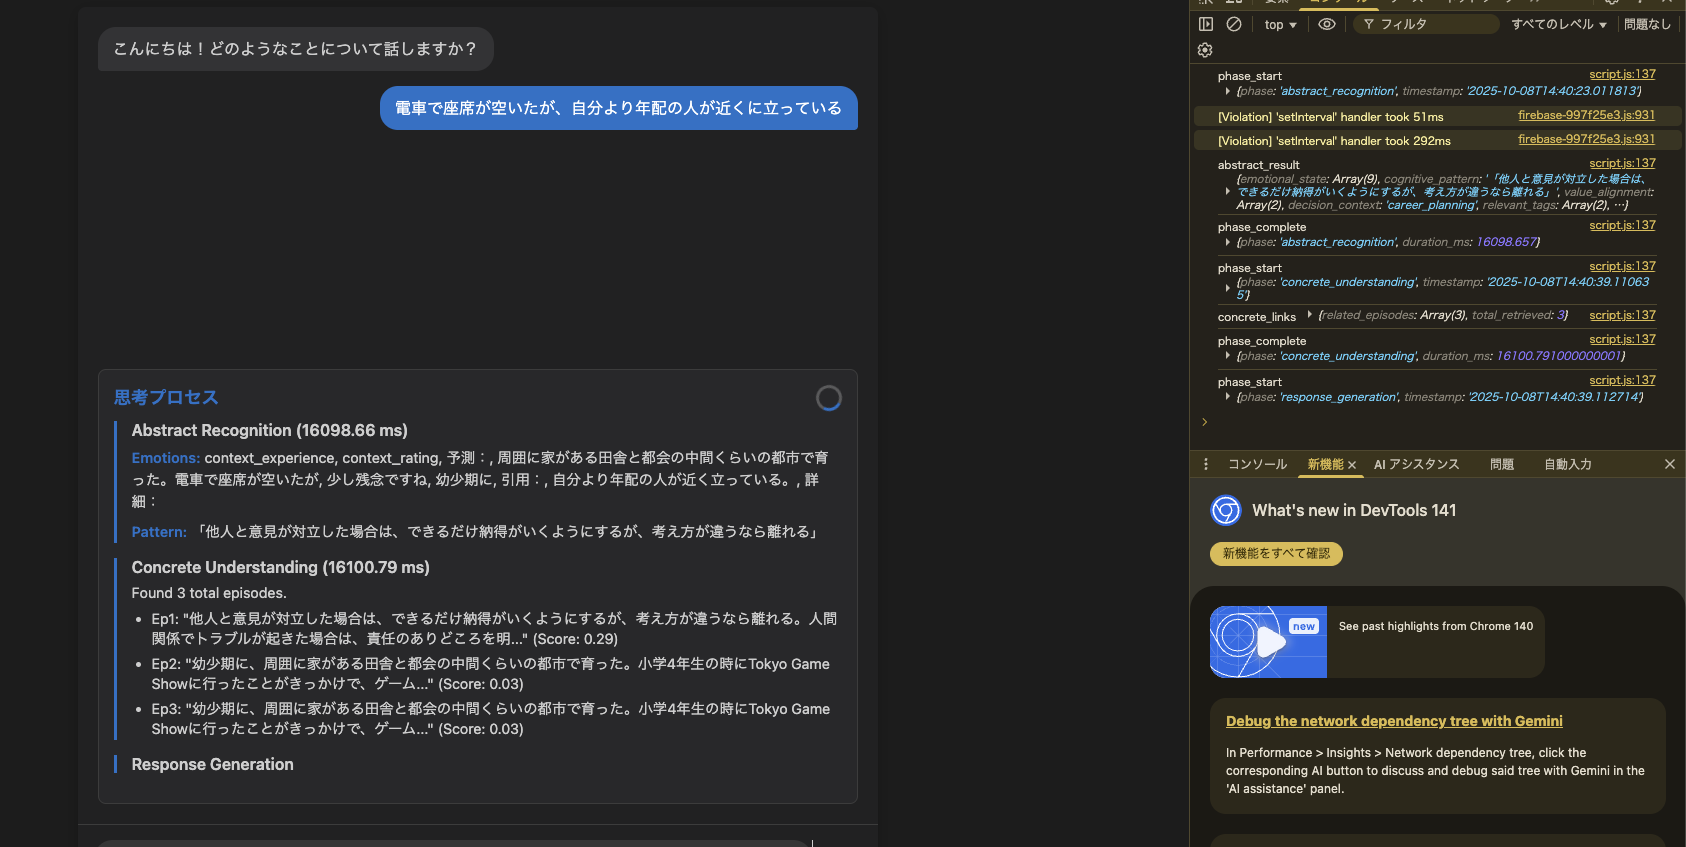 こんにちは！どのようなことについて話しますか？
電車で座席が空いたが、自分より年配の人が近くに立っている
思考プロセス
Abstract Recognition (16098.66 ms)
Emotions: context_experience, context_rating, 予測：, 周囲に家がある田舎と都会の中間くらいの都市で育
った。電車で座席が空いたが, 少し残念ですね, 幼少期に, 引用：, 自分より年配の人が近く立っている。, 詳
細：
Pattern: 「他人と意見が対立した場合は、できるだけ納得がいくようにするが、考え方が違うなら離れる」
Concrete Understanding (16100.79 ms)
Found 3 total episodes.
• Ep1: "他人と意見が対立した場合は、できるだけ納得がいくようにするが、考え方が違うなら離れる。人間
関係でトラブルが起きた場合は、責任のありどころを明..." (Score: 0.29)
• Ep2: "幼少期に、周囲に家がある田舎と都会の中間くらいの都市で育った。小学4年生の時にTokyo Game
Showに行ったことがきっかけで、ゲーム..." (Score: 0.03)
• Ep3: "幼少期に、周囲に家がある田舎と都会の中間くらいの都市で育った。小学4年生の時にTokyo Game
Showに行ったことがきっかけで、ゲーム..." (Score: 0.03)
Response Generation
top フィルタ すべてのレベル 問題なし
phase_start script.js:137
{phase: 'abstract_recognition', timestamp: '2025-10-08T14:40:23.011813'}
[Violation] 'setInterval' handler took 51ms firebase-997f25e3.js:931
[Violation] 'setInterval' handler took 292ms firebase-997f25e3.js:931
abstract_result script.js:137
{emotional_state: Array(9), cognitive_pattern: '「他人と意見が対立した場合は、
できるだけ納得がいくようにするが、考え方が違うなら離れる」', value_alignment:
Array(2), decision_context: 'career_planning', relevant_tags: Array(2), …}
phase_complete script.js:137
{phase: 'abstract_recognition', duration_ms: 16098.657}
phase_start script.js:137
{phase: 'concrete_understanding', timestamp: '2025-10-08T14:40:39.11063
5'}
concrete_links {related_episodes: Array(3), total_retrieved: 3} script.js:137
phase_complete script.js:137
{phase: 'concrete_understanding', duration_ms: 16100.791000000001}
phase_start script.js:137
{phase: 'response_generation', timestamp: '2025-10-08T14:40:39.112714'}
コンソール 新機能 AI アシスタンス 問題 自動入力
What's new in DevTools 141
新機能をすべて確認
new
See past highlights from Chrome 140
Debug the network dependency tree with Gemini
In Performance > Insights > Network dependency tree, click the
corresponding AI button to discuss and debug said tree with Gemini in the
'AI assistance' panel.